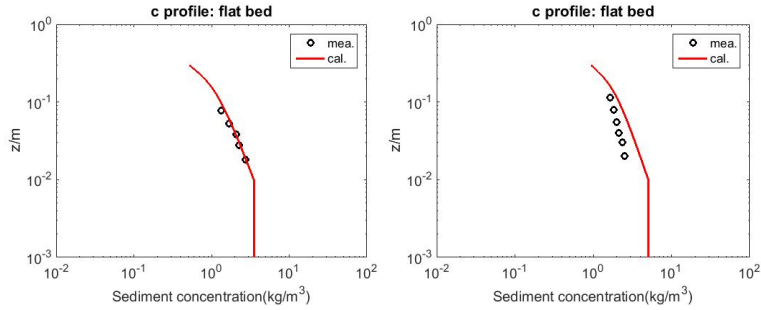 c profile: flat bed
10^0
10^-1
10^-2
10^-3
z/m
mea.
cal.
10^-2
10^-1
10^0
10^1
10^2
Sediment concentration(kg/m^3)
c profile: flat bed
10^0
10^-1
10^-2
10^-3
z/m
mea.
cal.
10^-2
10^-1
10^0
10^1
10^2
Sediment concentration(kg/m^3)